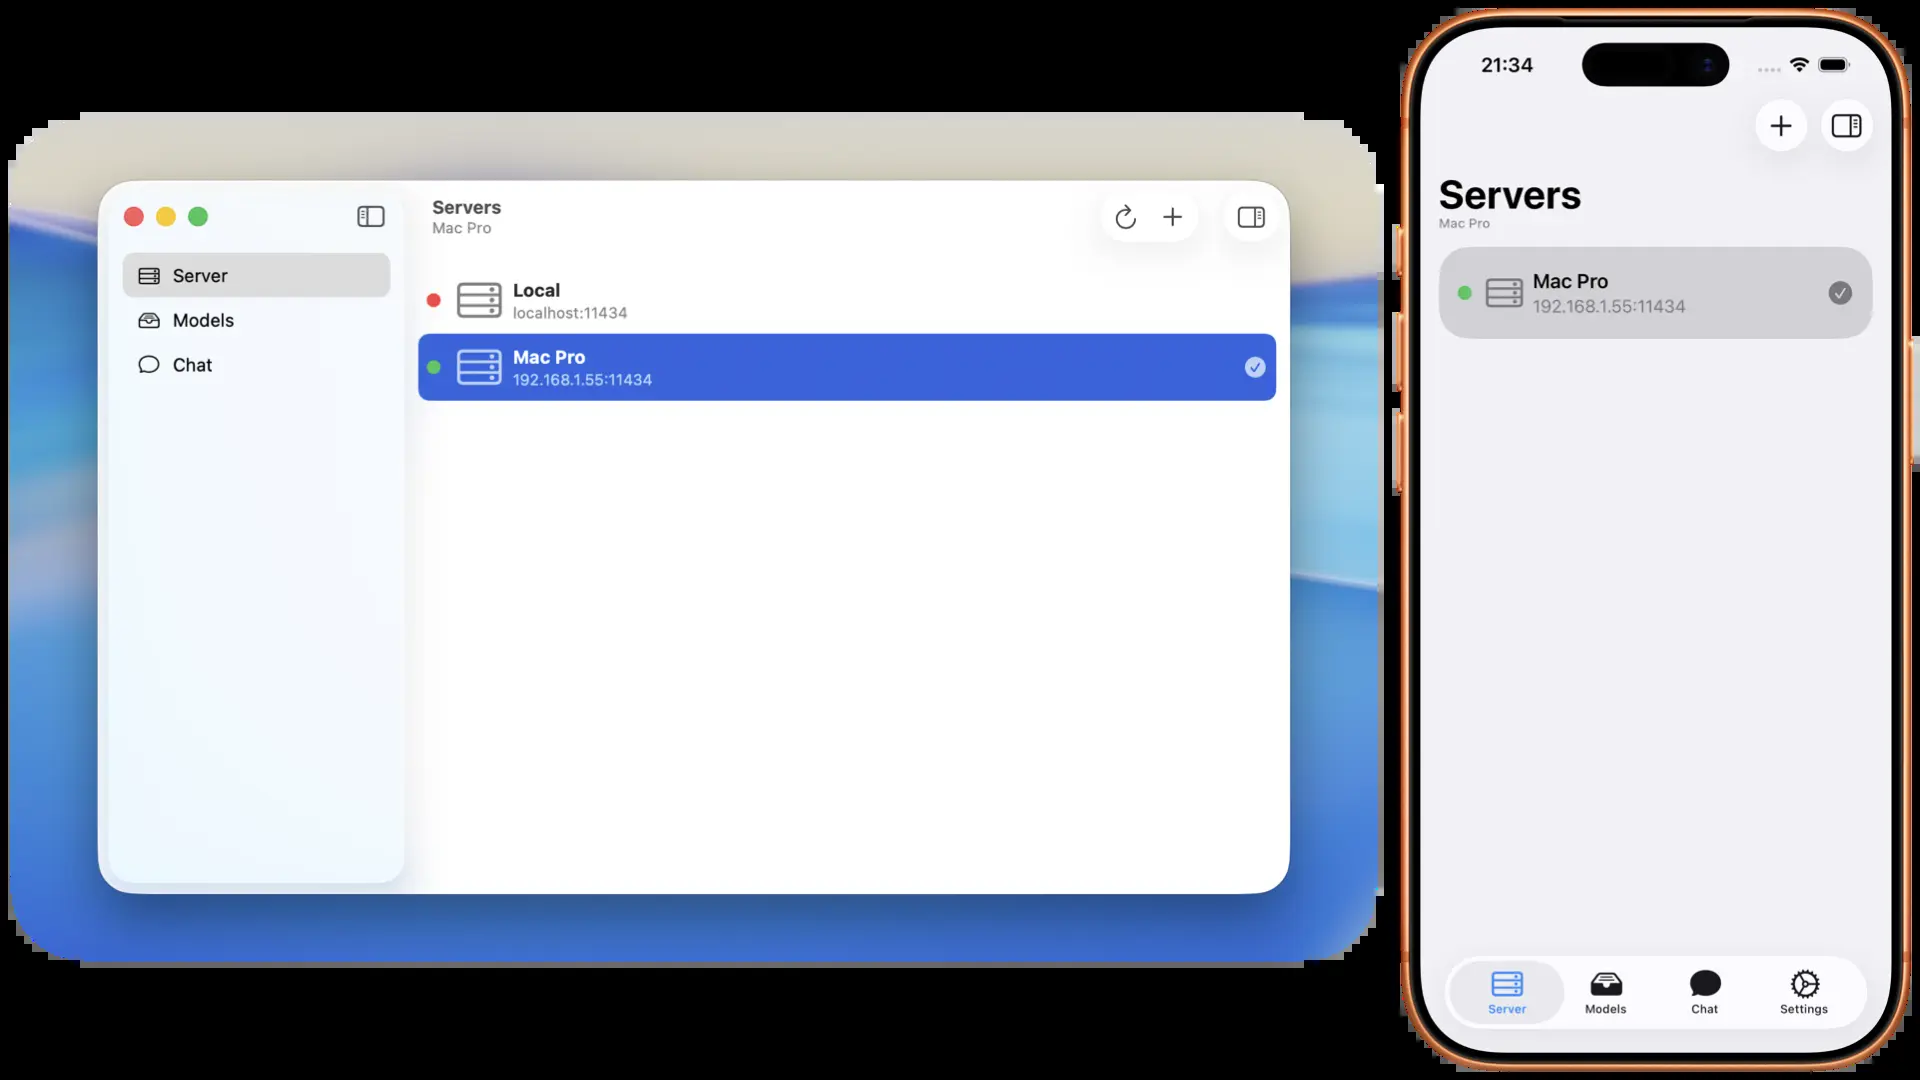 Server
Models
Chat
Servers
Mac Pro
Local
localhost:11434
Mac Pro
192.168.1.55:11434
21:34
Servers
Mac Pro
Mac Pro
192.168.1.55:11434
Server
Models
Chat
Settings